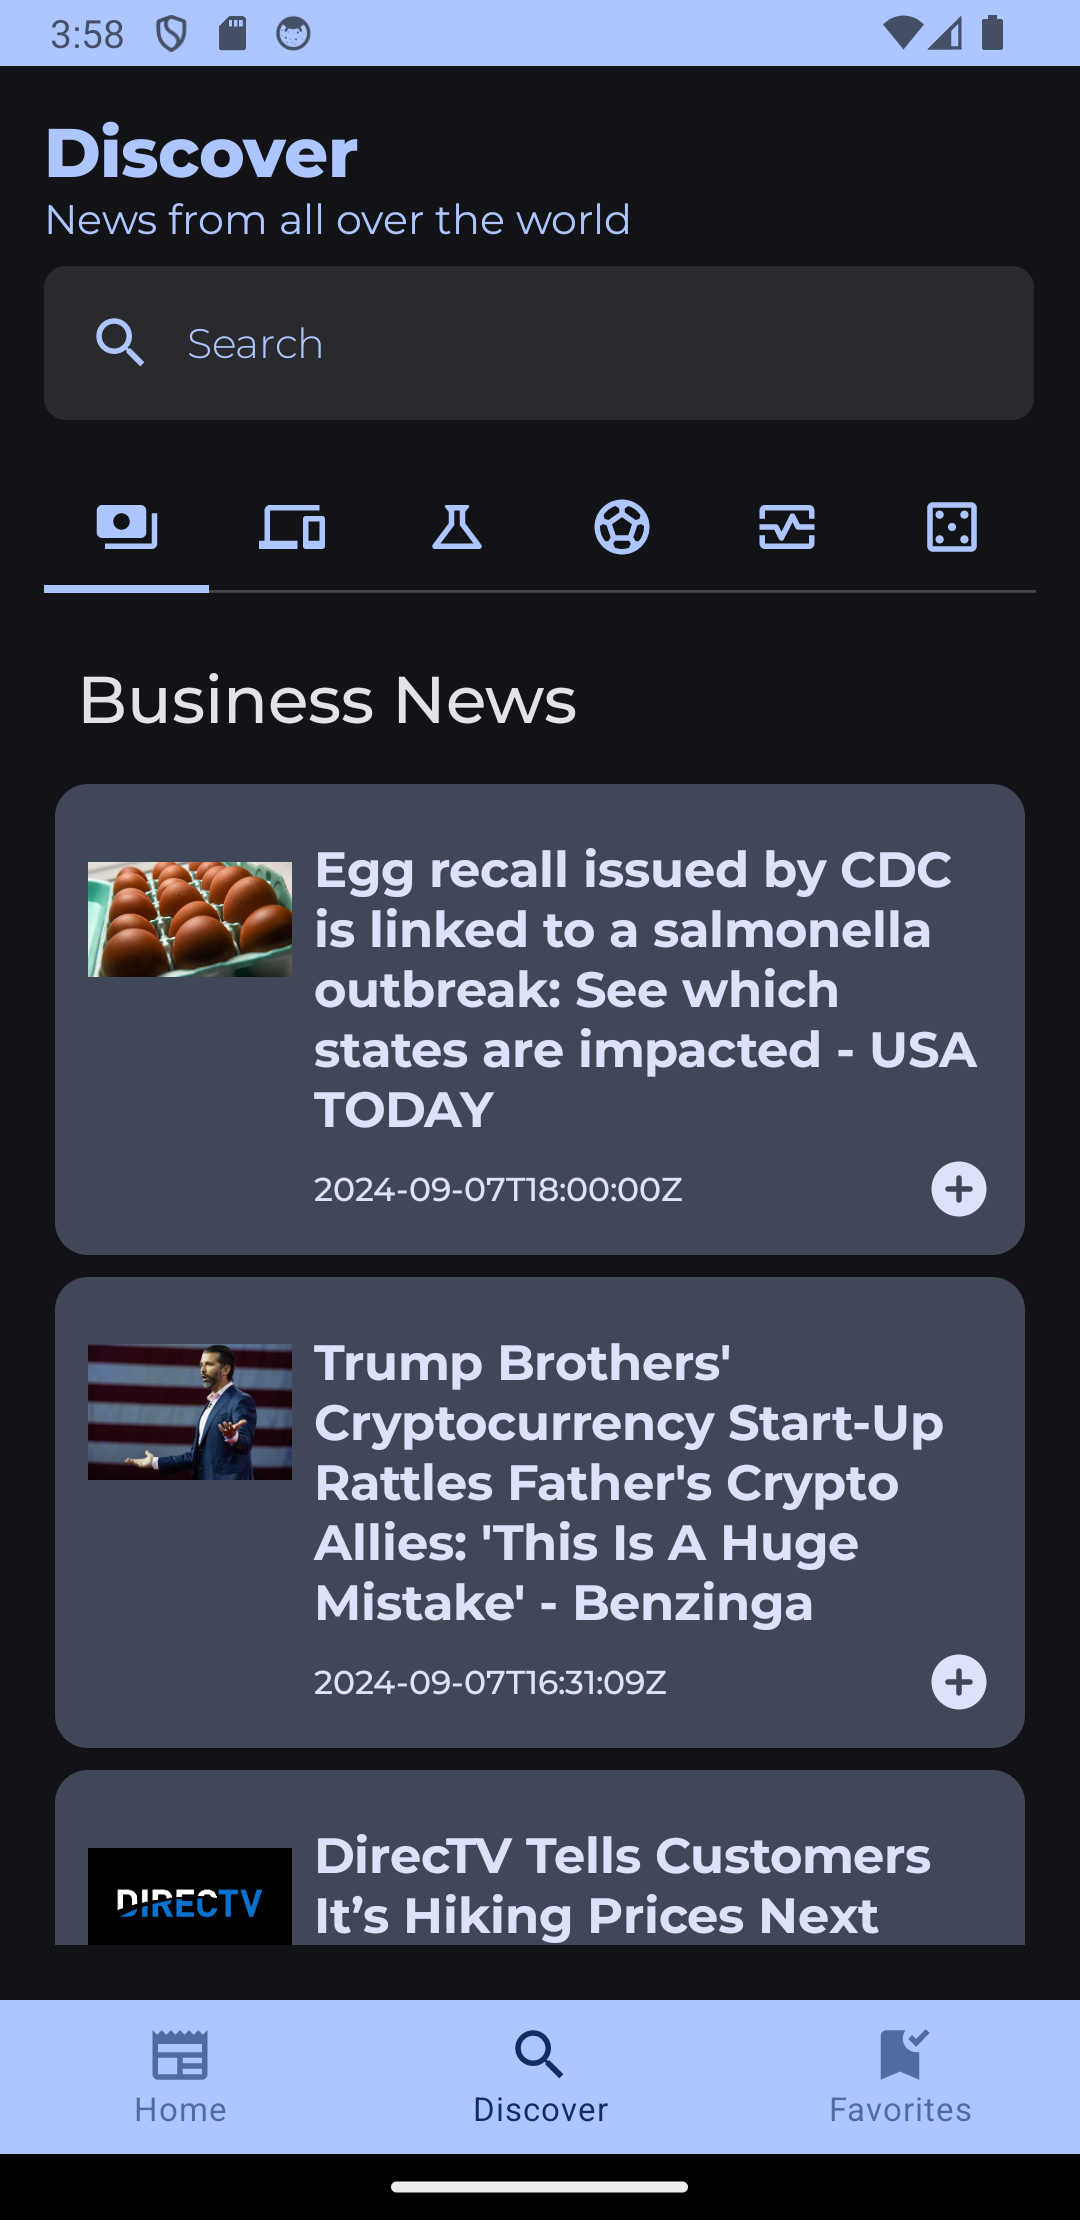 3:58
Discover
News from all over the world
Search
Business News
Egg recall issued by CDC
is linked to a salmonella
outbreak: See which
states are impacted - USA
TODAY
2024-09-07T18:00:00Z
Trump Brothers'
Cryptocurrency Start-Up
Rattles Father's Crypto
Allies: 'This Is A Huge
Mistake' - Benzinga
2024-09-07T16:31:09Z
DIRECTV
DirecTV Tells Customers
It’s Hiking Prices Next
Home
Discover
Favorites